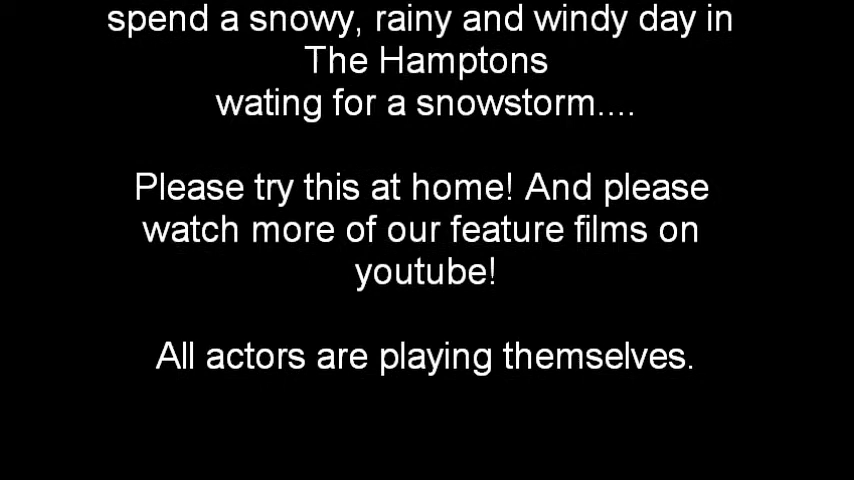 spend a snowy, rainy and windy day in
The Hamptons
wating for a snowstorm....
Please try this at home! And please
watch more of our feature films on
youtube!
All actors are playing themselves.